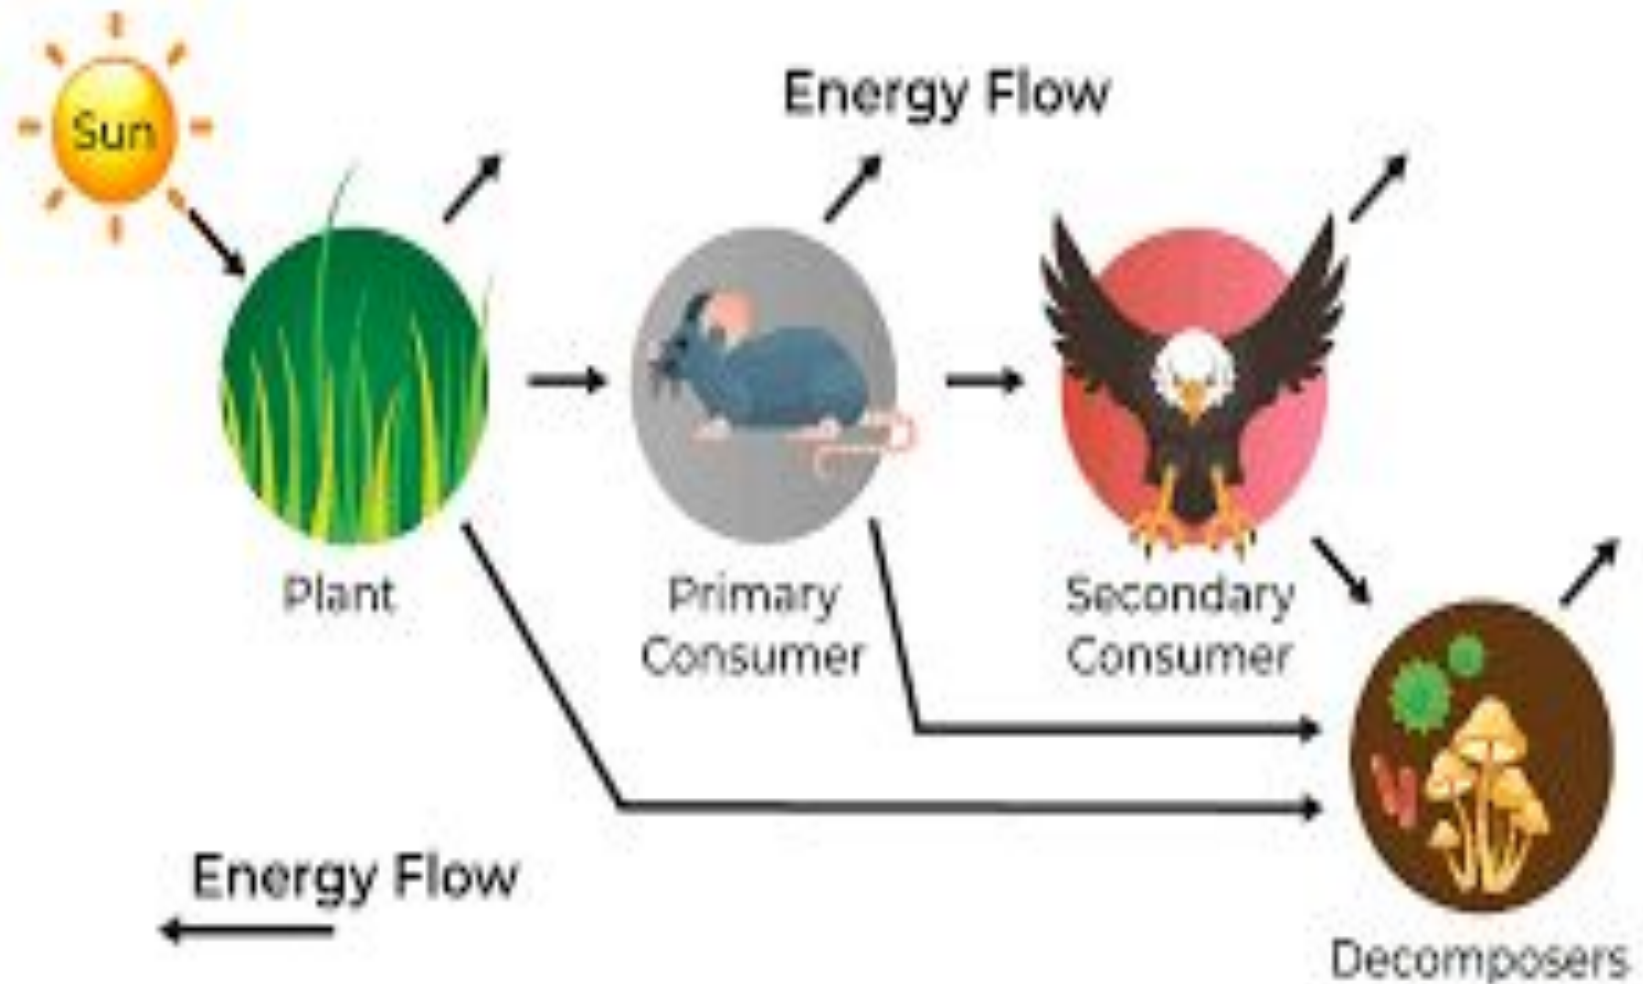 Sun
Energy Flow
Plant
Primary
Consumer
Secondary
Consumer
Energy Flow
Decomposers